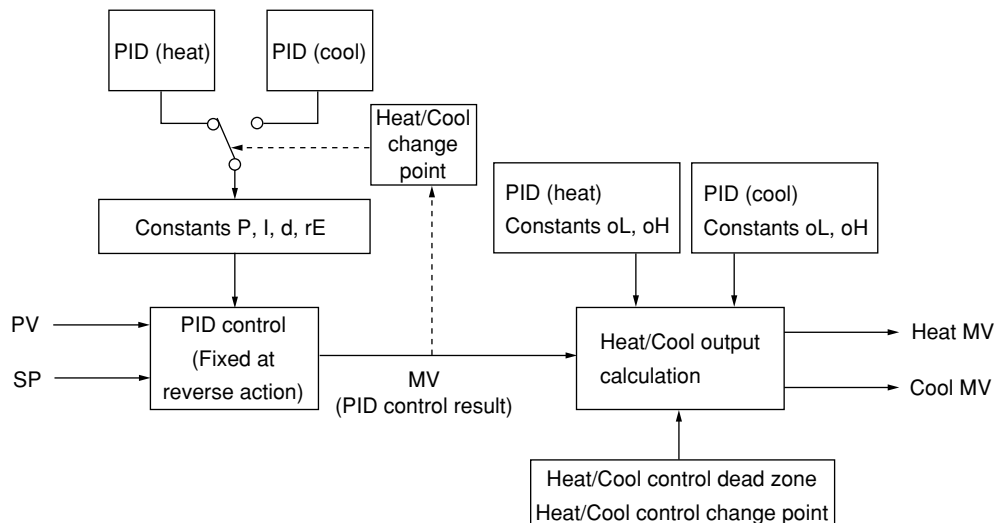 PID (heat)
PID (cool)
Heat/Cool
change
point
PID (heat)
Constants oL, oH
PID (cool)
Constants oL, oH
Constants P, I, d, rE
PV
SP
PID control
(Fixed at
reverse action)
MV
(PID control result)
Heat/Cool output
calculation
Heat MV
Cool MV
Heat/Cool control dead zone
Heat/Cool control change point